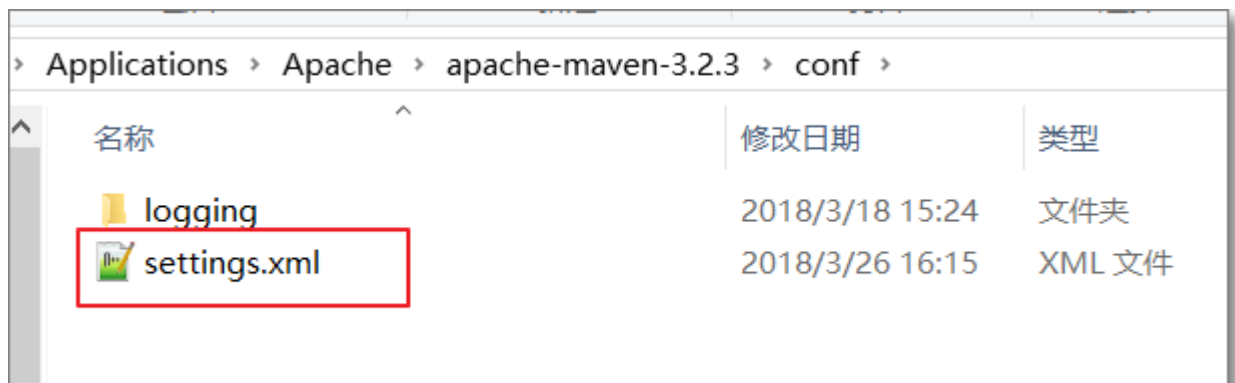 Applications › Apache › apache-maven-3.2.3 › conf ›
名称 修改日期 类型
logging 2018/3/18 15:24 文件夹
settings.xml 2018/3/26 16:15 XML 文件